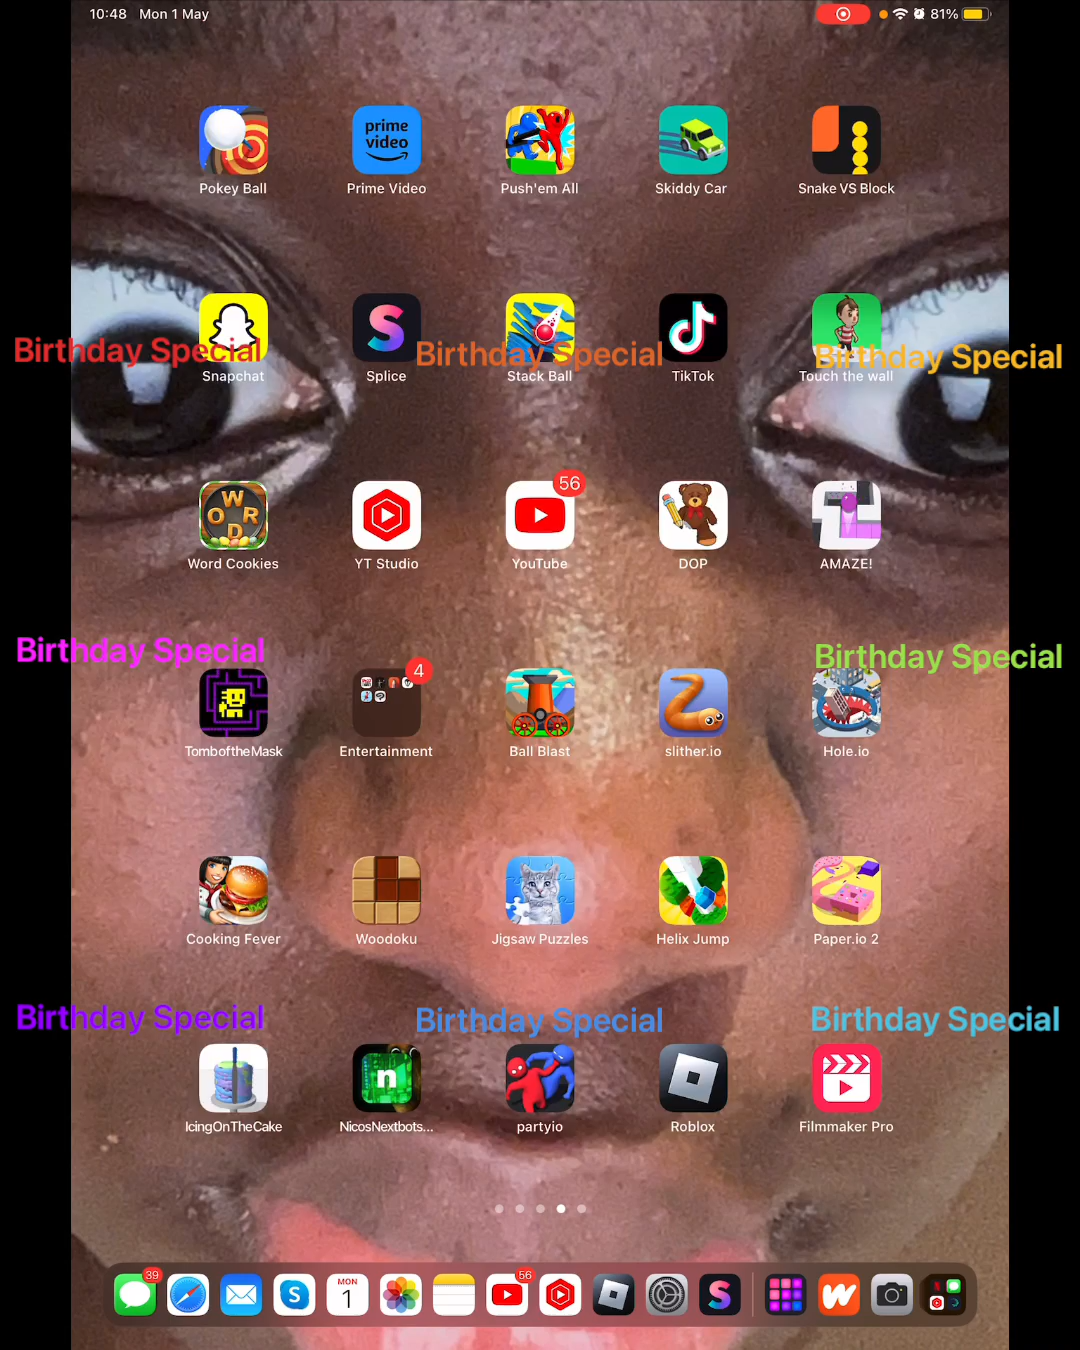 10:48 Mon 1 May 81%
prime video
Pokey Ball Prime Video Push'em All Skiddy Car Snake VS Block
Birthday Special Birthday Special Birthday Special
Snapchat Splice Stack Ball TikTok Touch the wall
56
WORD
Word Cookies YT Studio YouTube DOP AMAZE!
Birthday Special Birthday Special
4
TomboftheMask Entertainment Ball Blast slither.io Hole.io
Cooking Fever Woodoku Jigsaw Puzzles Helix Jump Paper.io 2
Birthday Special Birthday Special Birthday Special
n
IcingOnTheCake NicosNextbots... partyio Roblox Filmmaker Pro
39 56
MON
1